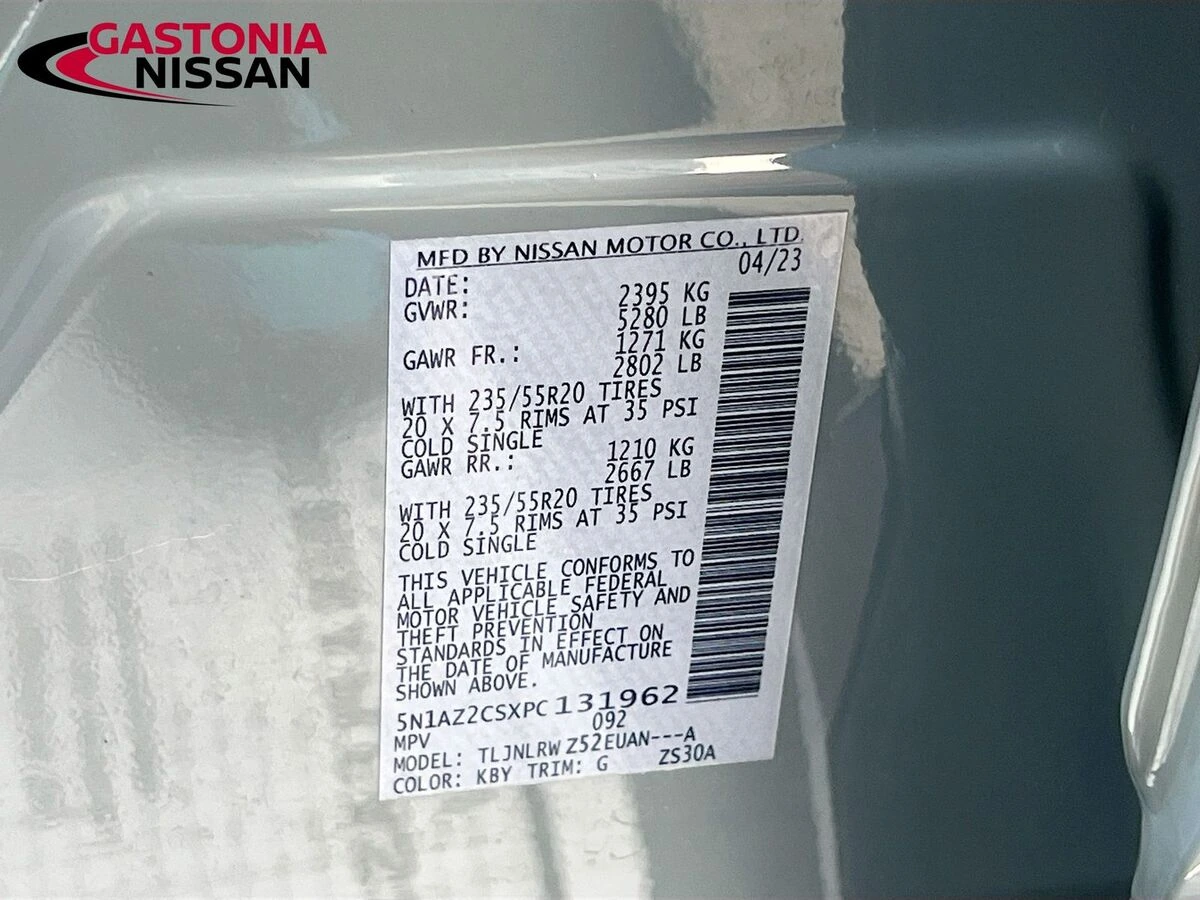 GASTONIA
NISSAN
MFD BY NISSAN MOTOR CO., LTD.
DATE: 04/23
GVWR: 2395 KG
5280 LB
GAWR FR.: 1271 KG
2802 LB
WITH 235/55R20 TIRES
20 X 7.5 RIMS AT 35 PSI
COLD SINGLE
GAWR RR.: 1210 KG
2667 LB
WITH 235/55R20 TIRES
20 X 7.5 RIMS AT 35 PSI
COLD SINGLE
THIS VEHICLE CONFORMS TO
ALL APPLICABLE FEDERAL
MOTOR VEHICLE SAFETY AND
THEFT PREVENTION
STANDARDS IN EFFECT ON
THE DATE OF MANUFACTURE
SHOWN ABOVE.
5N1AZ2CSXPC131962
MPV 092
MODEL: TLJNLRW Z52EUAN---A
COLOR: KBY TRIM: G ZS30A